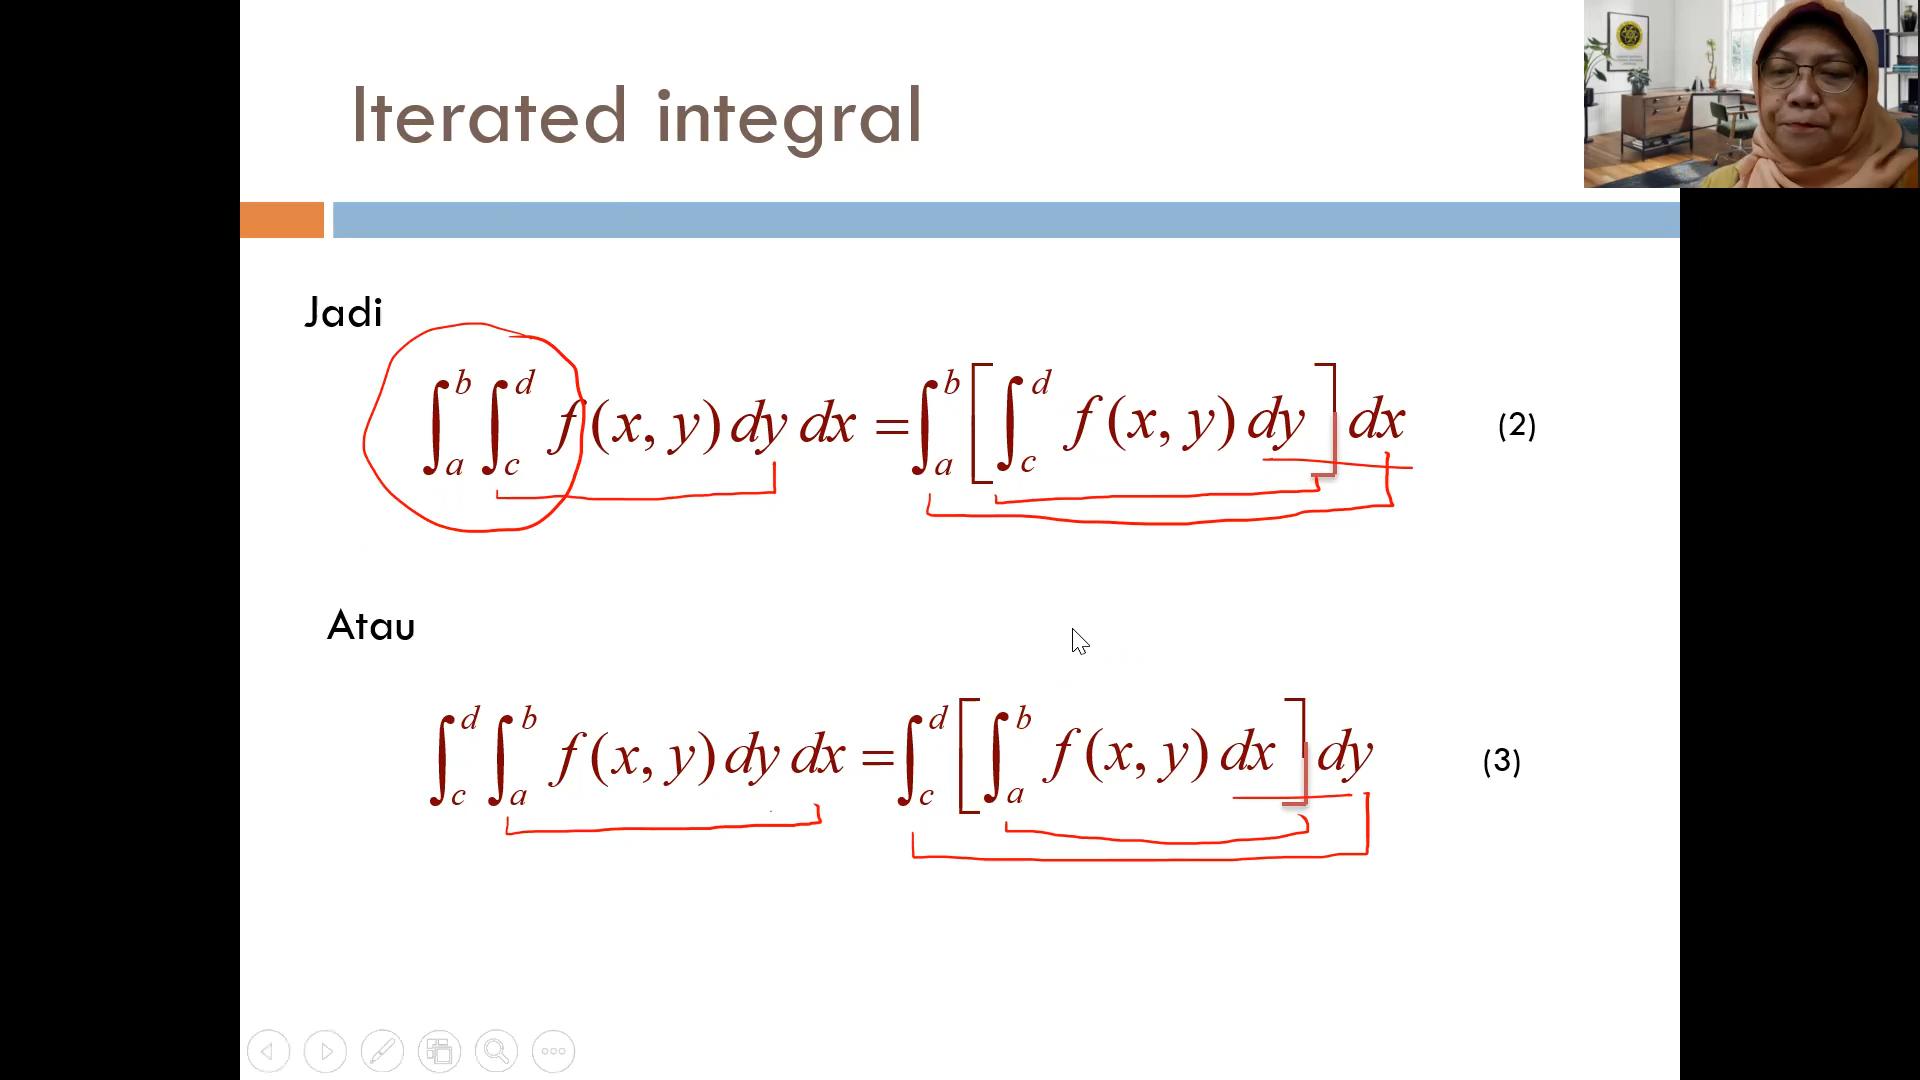 Iterated integral
Jadi
∫_a^b ∫_c^d f(x, y) dy dx = ∫_a^b [∫_c^d f(x, y) dy] dx (2)
Atau
∫_c^d ∫_a^b f(x, y) dy dx = ∫_c^d [∫_a^b f(x, y) dx] dy (3)